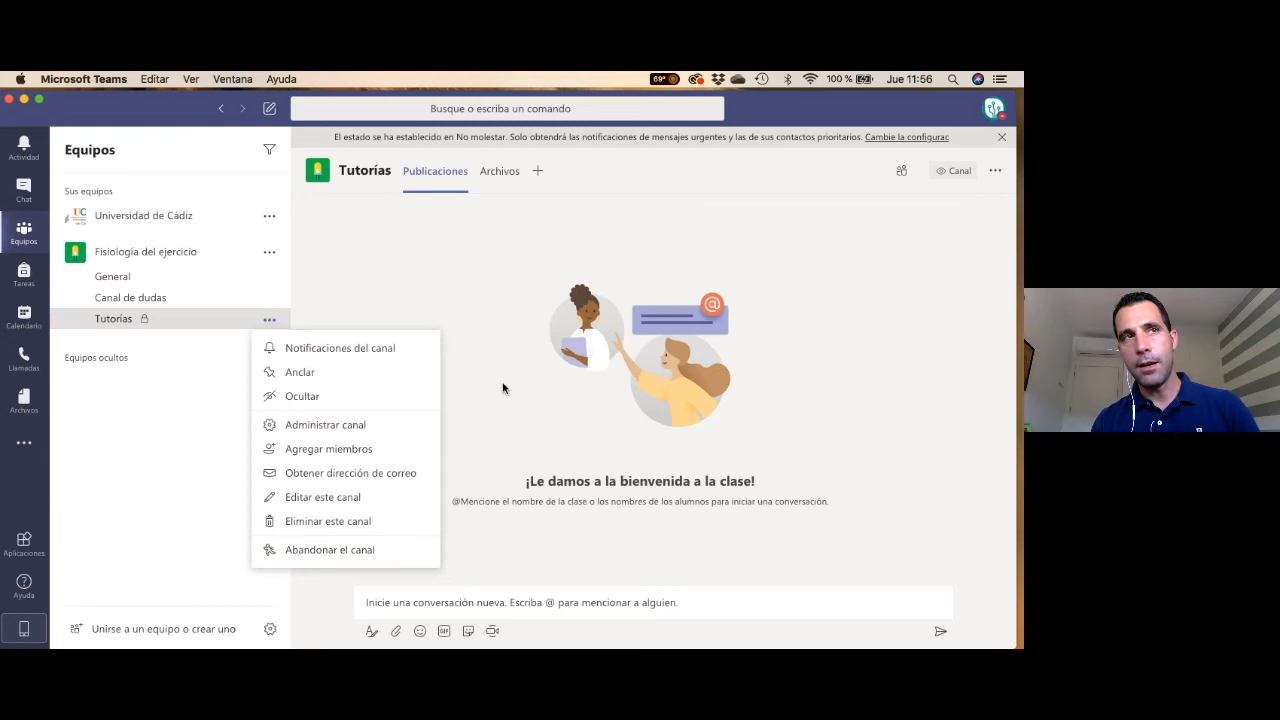 Microsoft Teams Editar Ver Ventana Ayuda
69° 100 % Jue 11:56
Busque o escriba un comando
El estado se ha establecido en No molestar. Solo obtendrá las notificaciones de mensajes urgentes y las de sus contactos prioritarios. Cambie la configurac
Actividad
Chat
Equipos
Tareas
Calendario
Llamadas
Archivos
Aplicaciones
Ayuda
Equipos
Sus equipos
Universidad de Cádiz
Fisiología del ejercicio
General
Canal de dudas
Tutorías
Equipos ocultos
Notificaciones del canal
Anclar
Ocultar
Administrar canal
Agregar miembros
Obtener dirección de correo
Editar este canal
Eliminar este canal
Abandonar el canal
Unirse a un equipo o crear uno
Tutorías Publicaciones Archivos
Canal
@
¡Le damos a la bienvenida a la clase!
@Mencione el nombre de la clase o los nombres de los alumnos para iniciar una conversación.
Inicie una conversación nueva. Escriba @ para mencionar a alguien.
GIF